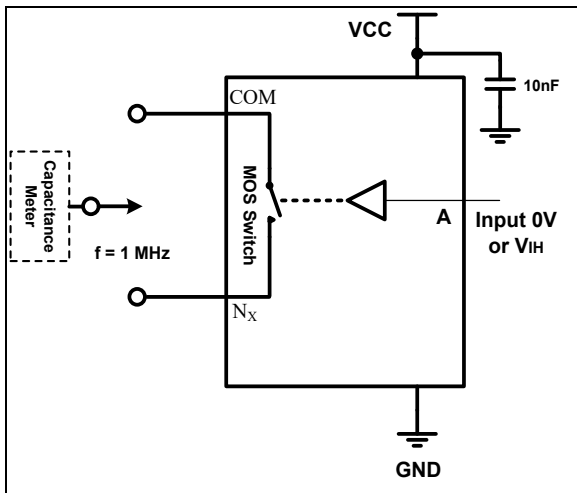 VCC
10nF
COM
MOS Switch
Capacitance
Meter
f = 1 MHz
A
Input 0V
or VIH
NX
GND